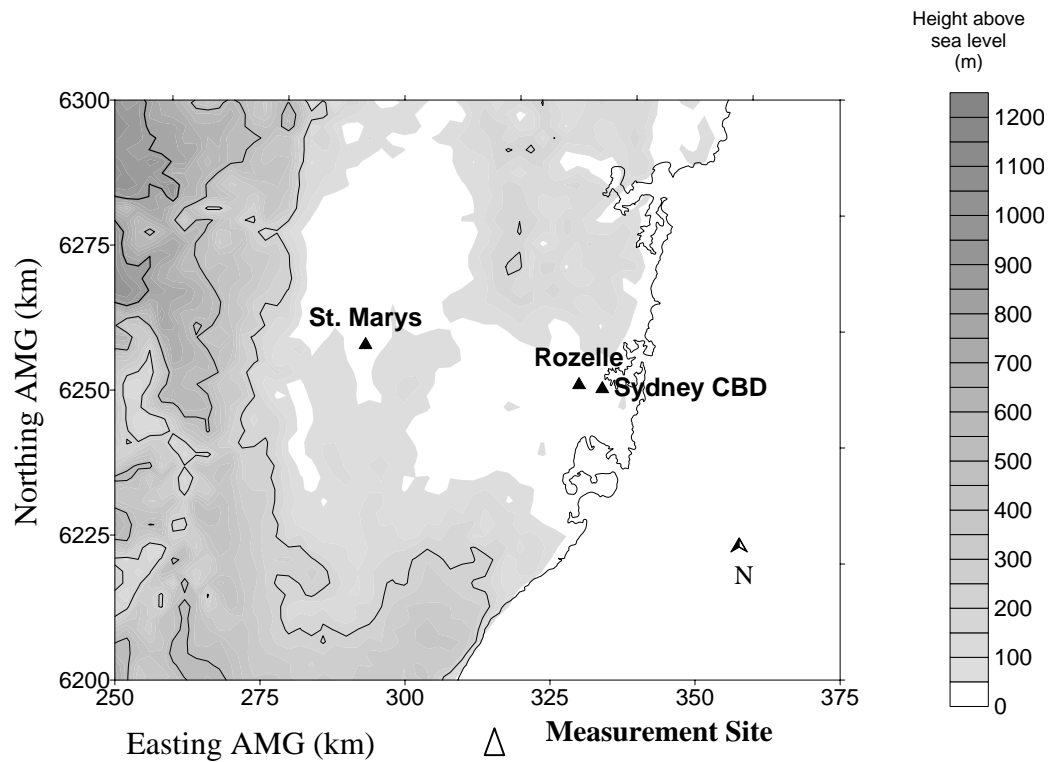 Height above
sea level
(m)
6300
6275
6250
6225
6200
Northing AMG (km)
St. Marys
Rozelle
Sydney CBD
N
1200
1100
1000
900
800
700
600
500
400
300
200
100
0
250
275
300
325
350
375
Easting AMG (km)
Measurement Site